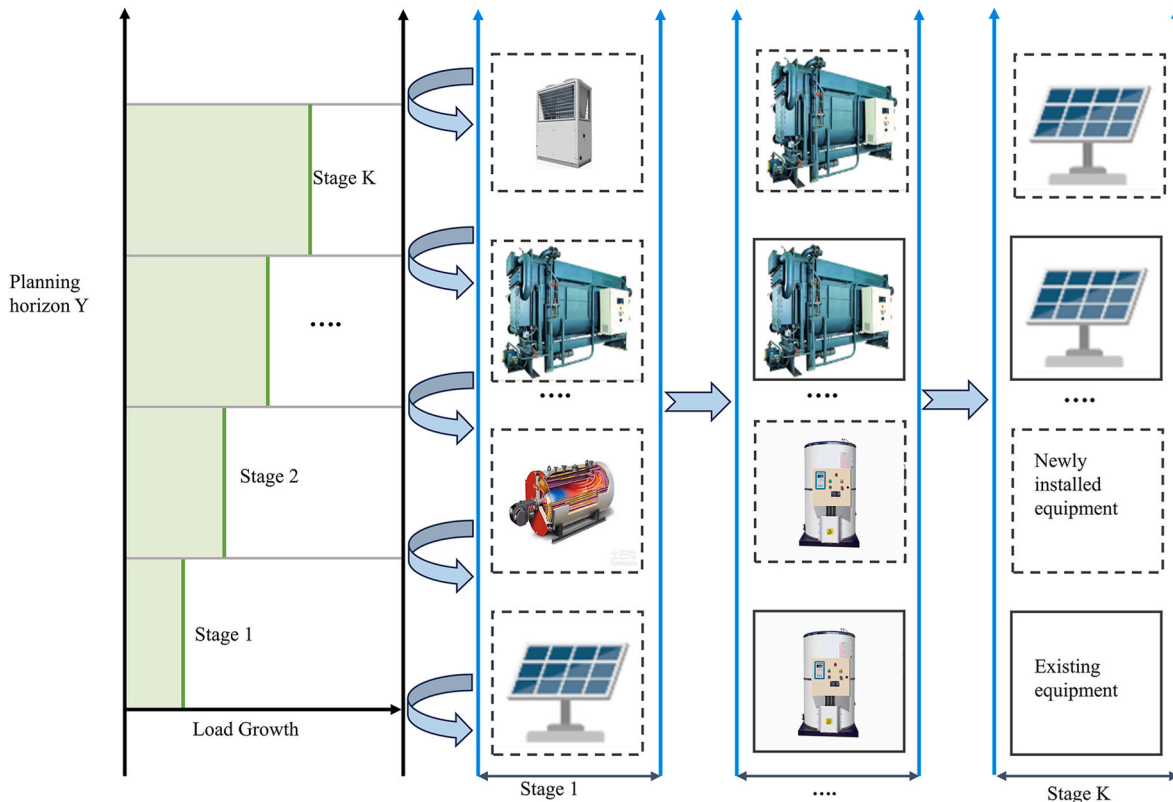 Stage K
Planning
horizon Y
....
Stage 2
Stage 1
Load Growth
....
Stage 1
....
....
....
Newly
installed
equipment
Existing
equipment
Stage K